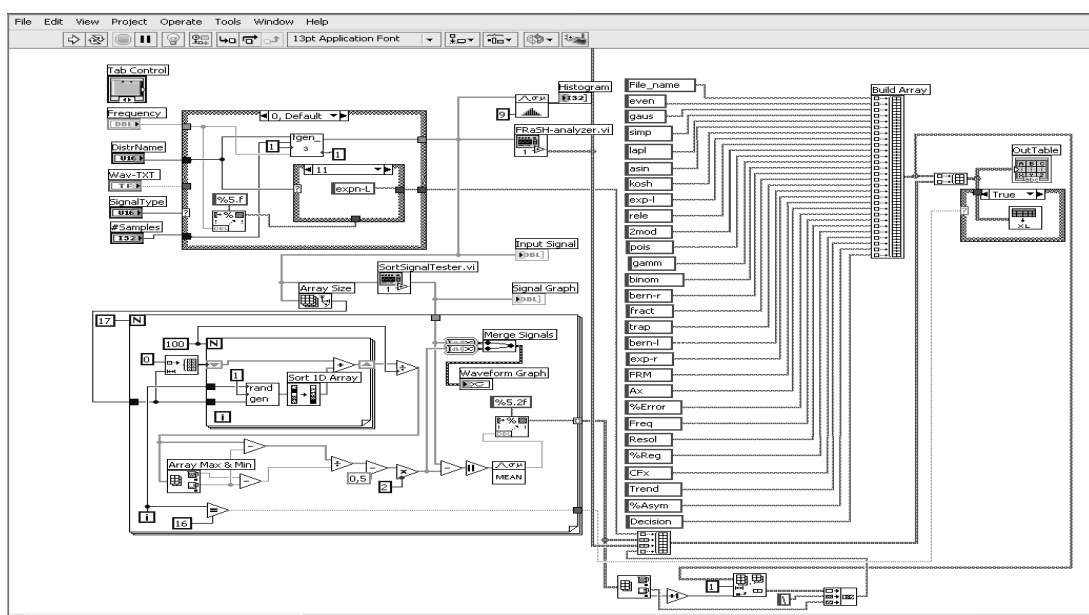 File Edit View Project Operate Tools Window Help
13pt Application Font
Tab Control
Frequency
DBL
DistrName
U16
Wav-TXT
TF
SignalType
U16
#Samples
I32
0, Default
fgen_
3
1
1
11
expn-L
%5.f
Histogram
I32
9
FRaSH-analyzer.vi
1
Input Signal
DBL
SortSignalTester.vi
1
Array Size
Signal Graph
DBL
17 N
100 N
0
1
rand
gen
Sort 1D Array
i
Merge Signals
Waveform Graph
%5.2f
Array Max & Min
0,5
2
MEAN
i
16
File_name
even
gaus
simp
lapl
asin
kosh
exp-l
rele
2mod
pois
gamm
binom
bern-r
fract
trap
bern-l
exp-r
FRM
Ax
%Error
Freq
Resol
%Reg
CFx
Trend
%Asym
Decision
Build Array
OutTable
A B C
True
XL
1
\